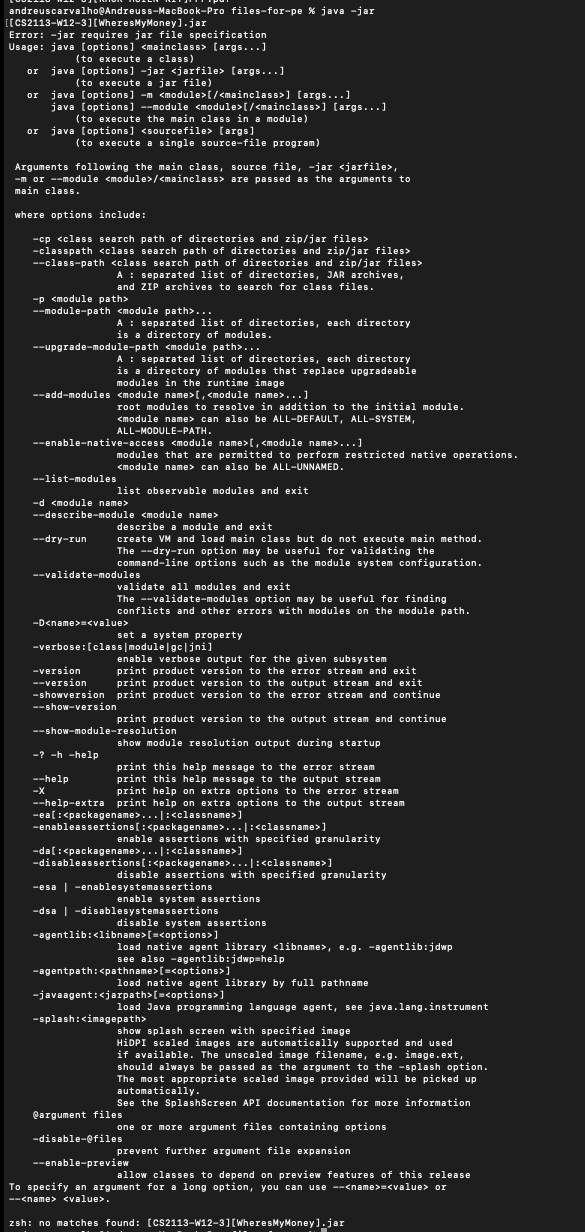 andreuscarvalho@Andreuss-MacBook-Pro files-for-pe % java -jar
[[CS2113-W12-3][WheresMyMoney].jar
Error: -jar requires jar file specification
Usage: java [options] <mainclass> [args...]
           (to execute a class)
   or  java [options] -jar <jarfile> [args...]
           (to execute a jar file)
   or  java [options] -m <module>[/<mainclass>] [args...]
       java [options] --module <module>[/<mainclass>] [args...]
           (to execute the main class in a module)
   or  java [options] <sourcefile> [args]
           (to execute a single source-file program)

 Arguments following the main class, source file, -jar <jarfile>,
 -m or --module <module>/<mainclass> are passed as the arguments to
 main class.

 where options include:

    -cp <class search path of directories and zip/jar files>
    -classpath <class search path of directories and zip/jar files>
    --class-path <class search path of directories and zip/jar files>
                  A : separated list of directories, JAR archives,
                  and ZIP archives to search for class files.
    -p <module path>
    --module-path <module path>...
                  A : separated list of directories, each directory
                  is a directory of modules.
    --upgrade-module-path <module path>...
                  A : separated list of directories, each directory
                  is a directory of modules that replace upgradeable
                  modules in the runtime image
    --add-modules <module name>[,<module name>...]
                  root modules to resolve in addition to the initial module.
                  <module name> can also be ALL-DEFAULT, ALL-SYSTEM,
                  ALL-MODULE-PATH.
    --enable-native-access <module name>[,<module name>...]
                  modules that are permitted to perform restricted native operations.
                  <module name> can also be ALL-UNNAMED.
    --list-modules
                  list observable modules and exit
    -d <module name>
    --describe-module <module name>
                  describe a module and exit
    --dry-run     create VM and load main class but do not execute main method.
                  The --dry-run option may be useful for validating the
                  command-line options such as the module system configuration.
    --validate-modules
                  validate all modules and exit
                  The --validate-modules option may be useful for finding
                  conflicts and other errors with modules on the module path.
    -D<name>=<value>
                  set a system property
    -verbose:[class|module|gc|jni]
                  enable verbose output for the given subsystem
    -version      print product version to the error stream and exit
    --version     print product version to the output stream and exit
    -showversion  print product version to the error stream and continue
    --show-version
                  print product version to the output stream and continue
    --show-module-resolution
                  show module resolution output during startup
    -? -h -help
                  print this help message to the error stream
    --help        print this help message to the output stream
    -X            print help on extra options to the error stream
    --help-extra  print help on extra options to the output stream
    -ea[:<packagename>...|:<classname>]
    -enableassertions[:<packagename>...|:<classname>]
                  enable assertions with specified granularity
    -da[:<packagename>...|:<classname>]
    -disableassertions[:<packagename>...|:<classname>]
                  disable assertions with specified granularity
    -esa | -enablesystemassertions
                  enable system assertions
    -dsa | -disablesystemassertions
                  disable system assertions
    -agentlib:<libname>[=<options>]
                  load native agent library <libname>, e.g. -agentlib:jdwp
                  see also -agentlib:jdwp=help
    -agentpath:<pathname>[=<options>]
                  load native agent library by full pathname
    -javaagent:<jarpath>[=<options>]
                  load Java programming language agent, see java.lang.instrument
    -splash:<imagepath>
                  show splash screen with specified image
                  HiDPI scaled images are automatically supported and used
                  if available. The unscaled image filename, e.g. image.ext,
                  should always be passed as the argument to the -splash option.
                  The most appropriate scaled image provided will be picked up
                  automatically.
                  See the SplashScreen API documentation for more information
    @argument files
                  one or more argument files containing options
    -disable-@files
                  prevent further argument file expansion
    --enable-preview
                  allow classes to depend on preview features of this release
To specify an argument for a long option, you can use --<name>=<value> or
--<name> <value>.

zsh: no matches found: [CS2113-W12-3][WheresMyMoney].jar